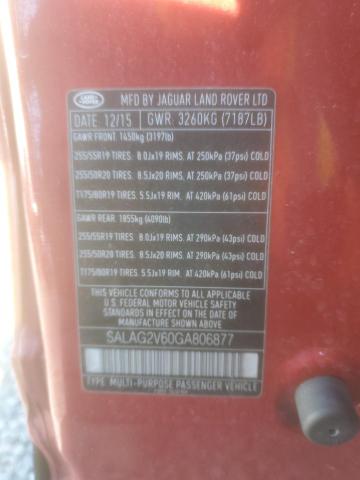 LAND ROVER
MFD BY JAGUAR LAND ROVER LTD
DATE 12/15 GWR. 3260KG (7187LB)
GAWR FRONT 1450kg (3197lb)
255/55R19 TIRES. 8.0Jx19 RIMS. AT 250kPa (37psi) COLD
255/50R20 TIRES. 8.5Jx20 RIMS. AT 250kPa (37psi) COLD
T175/80R19 TIRES. 5.5Jx19 RIM. AT 420kPa (61psi) COLD
GAWR REAR. 1855kg (4090lb)
255/55R19 TIRES. 8.0Jx19 RIMS. AT 290kPa (43psi) COLD
255/50R20 TIRES. 8.5Jx20 RIMS. AT 290kPa (43psi) COLD
T175/80R19 TIRES. 5.5Jx19 RIM. AT 420kPa (61psi) COLD
THIS VEHICLE CONFORMS TO ALL APPLICABLE
U.S. FEDERAL MOTOR VEHICLE SAFETY
STANDARDS IN EFFECT ON THE DATE OF
MANUFACTURE SHOWN ABOVE.
SALAG2V60GA806877
TYPE: MULTI-PURPOSE PASSENGER VEHICLE